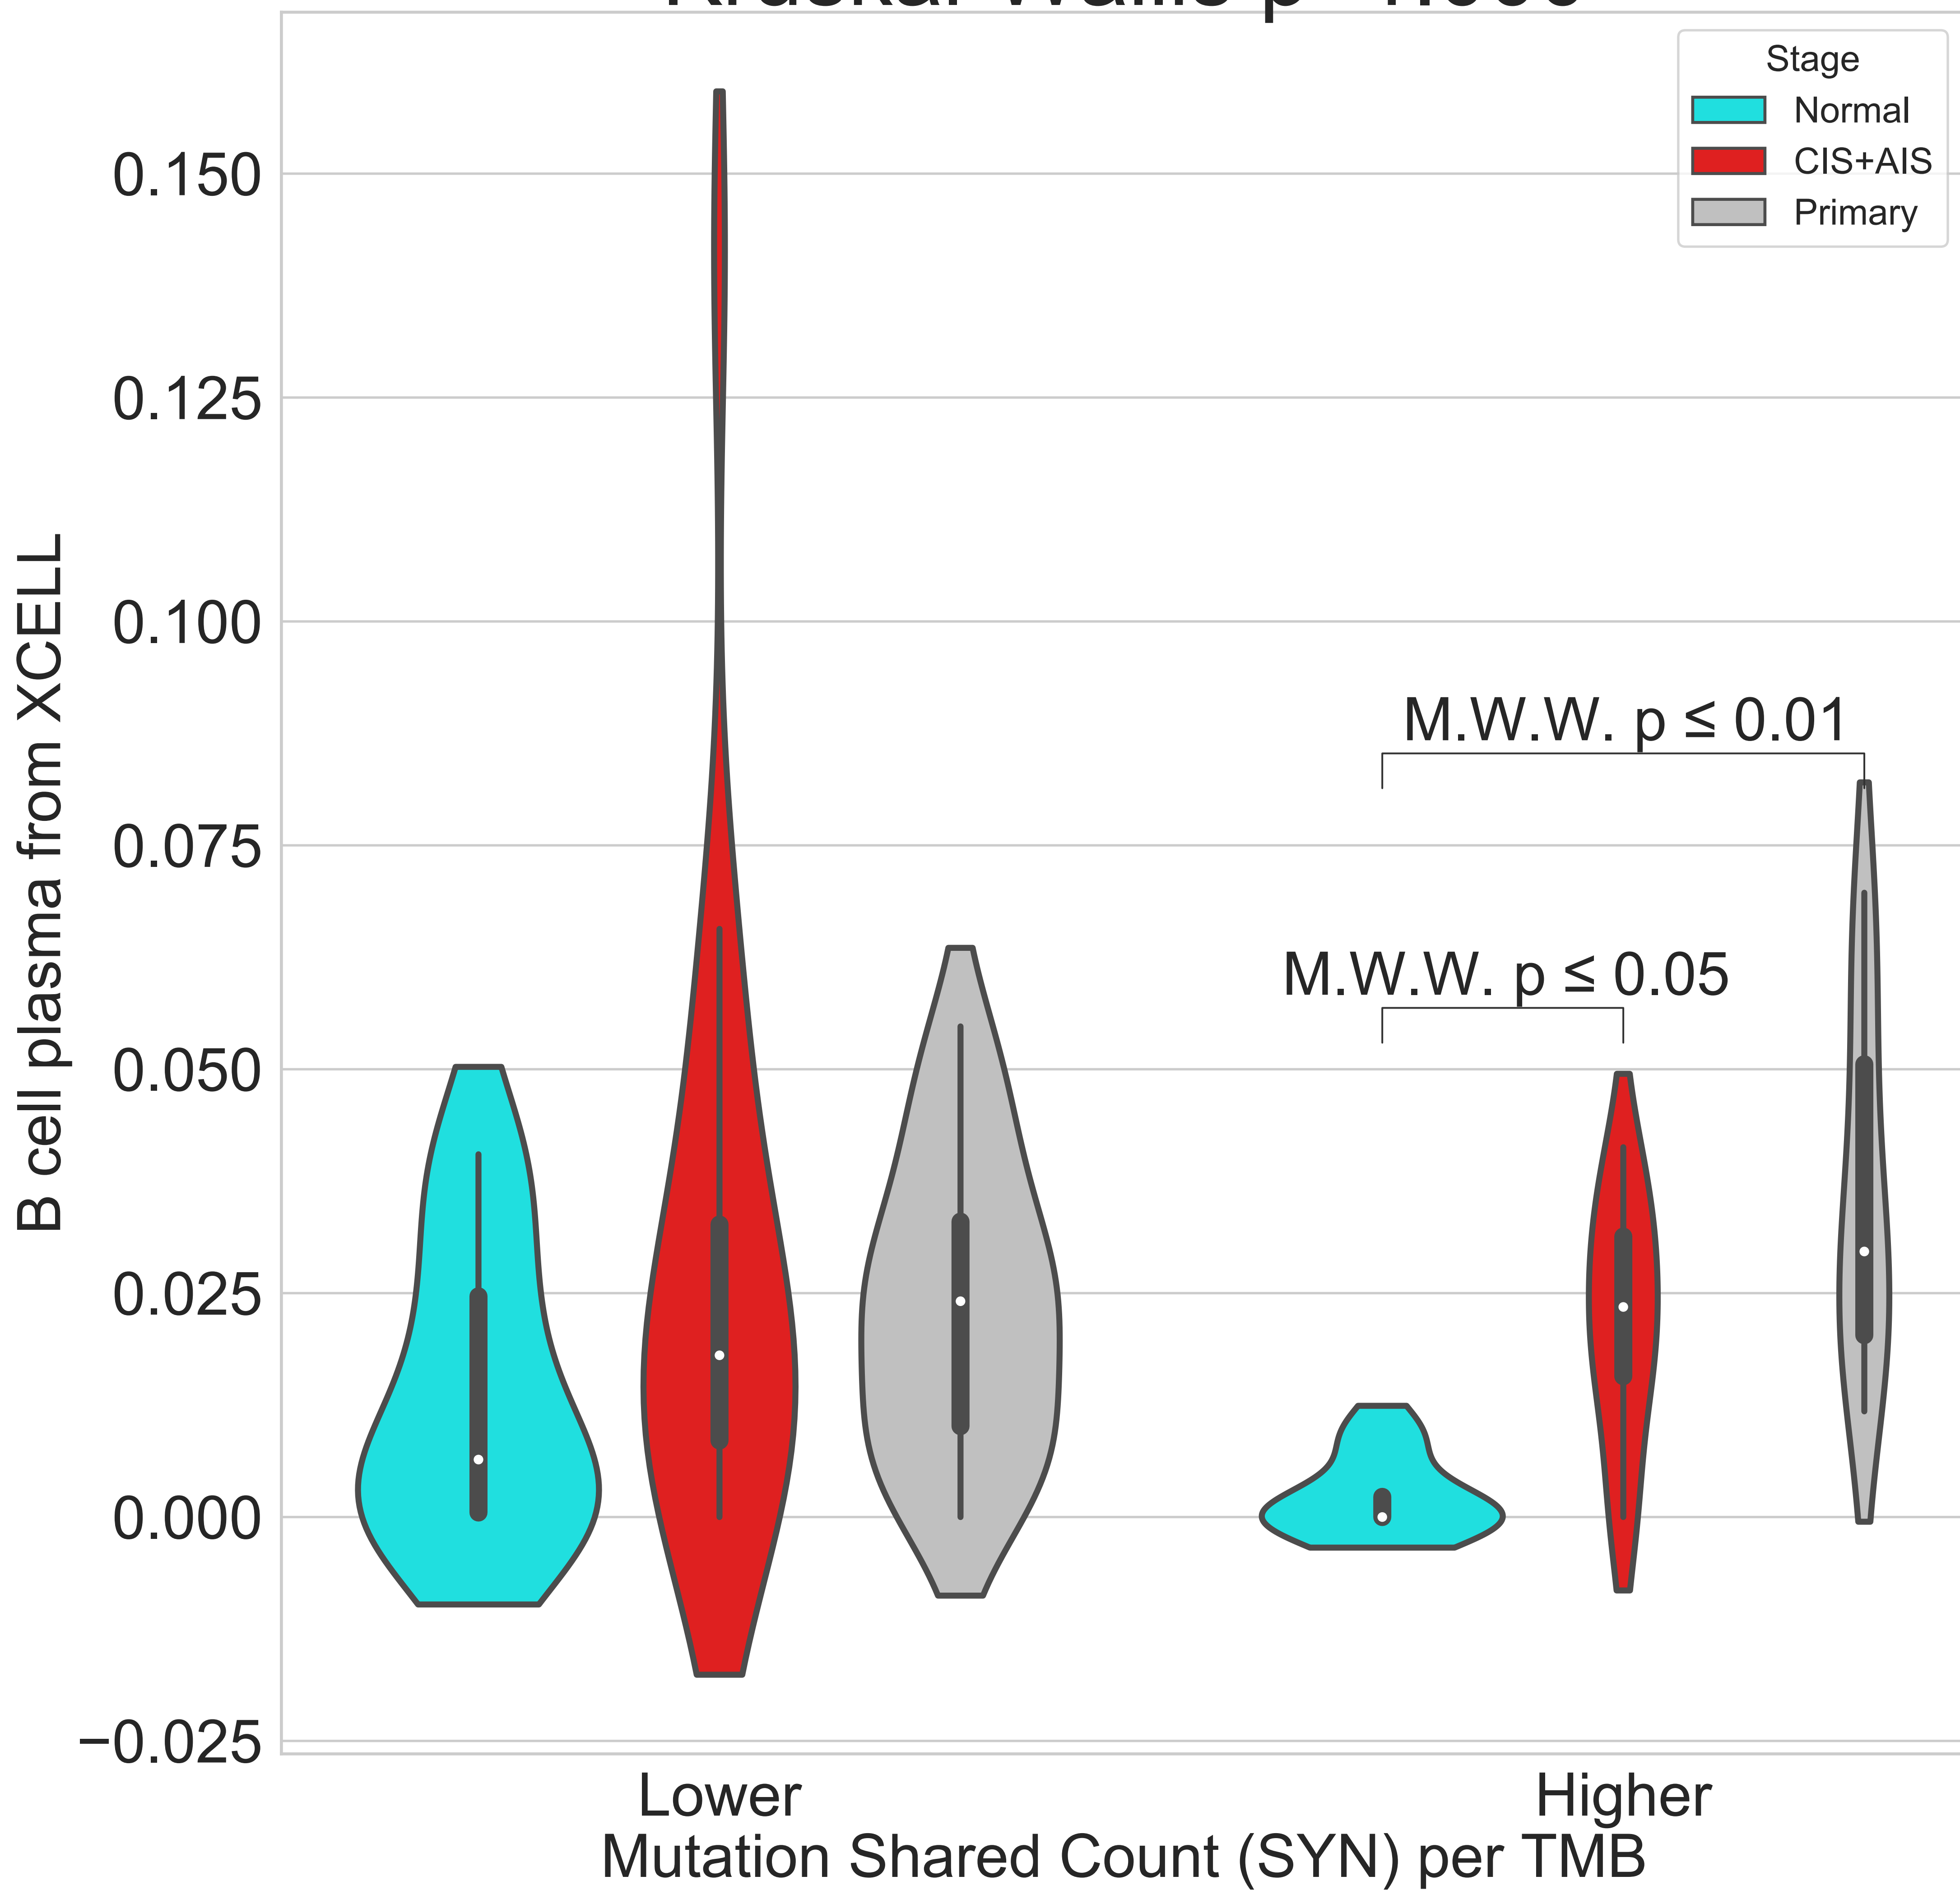 Stage
Normal
CIS+AIS
Primary
0.150
0.125
0.100
0.075
0.050
0.025
0.000
−0.025
B cell plasma from XCELL
M.W.W. p ≤ 0.01
M.W.W. p ≤ 0.05
Lower
Higher
Mutation Shared Count (SYN) per TMB